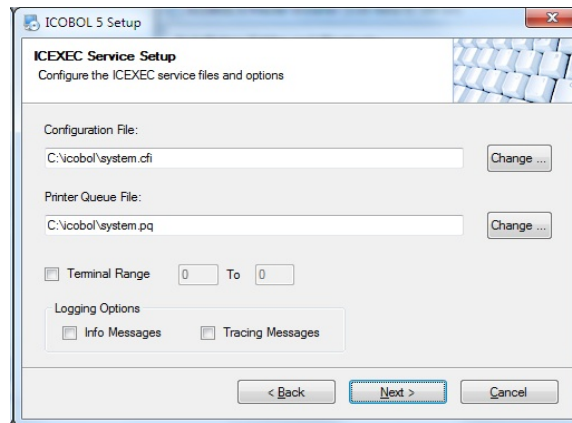 ICOBOL 5 Setup
X
ICEXEC Service Setup
Configure the ICEXEC service files and options
Configuration File:
C:\icobol\system.cfi
Change ...
Printer Queue File:
C:\icobol\system.pq
Change ...
Terminal Range 0 To 0
Logging Options
Info Messages Tracing Messages
< Back Next > Cancel